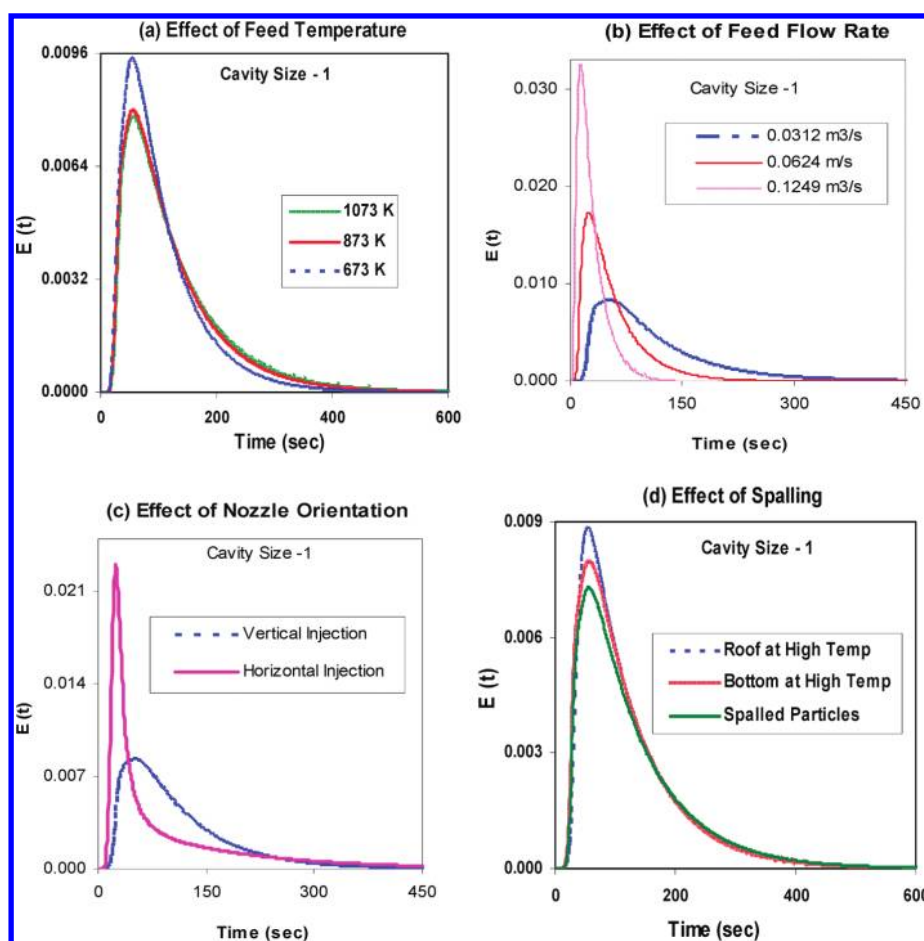 (a) Effect of Feed Temperature
Cavity Size - 1
0.0096
0.0064
0.0032
0.0000
E (t)
1073 K
873 K
673 K
0
200
400
600
Time (sec)
(b) Effect of Feed Flow Rate
Cavity Size -1
0.030
0.020
0.010
0.000
E (t)
0.0312 m3/s
0.0624 m/s
0.1249 m3/s
0
150
300
450
Time (sec)
(c) Effect of Nozzle Orientation
Cavity Size -1
0.021
0.014
0.007
0.000
E (t)
Vertical Injection
Horizontal Injection
0
150
300
450
Time (sec)
(d) Effect of Spalling
Cavity Size - 1
0.009
0.006
0.003
0.000
E (t)
Roof at High Temp
Bottom at High Temp
Spalled Particles
0
200
400
600
Time (sec)